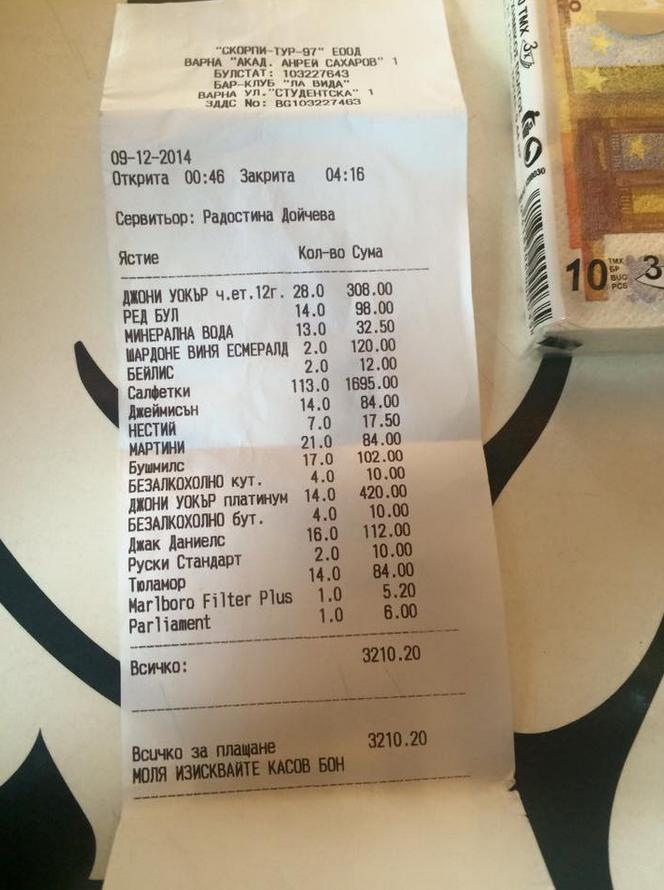 "СКОРПИ-ТУР-97" ЕООД
ВАРНА "АКАД. АНРЕЙ САХАРОВ" 1
БУЛСТАТ: 103227643
БАР-КЛУБ "ЛА ВИДА"
ВАРНА УЛ."СТУДЕНТСКА" 1
ЗДДС No: BG103227463
09-12-2014
Открита 00:46 Закрита 04:16
Сервитьор: Радостина Дойчева
Ястие Кол-во Сума
ДЖОНИ УОКЪР ч.ет.12г. 28.0 308.00
РЕД БУЛ 14.0 98.00
МИНЕРАЛНА ВОДА 13.0 32.50
ШАРДОНЕ ВИНЯ ЕСМЕРАЛД 2.0 120.00
БЕЙЛИС 2.0 12.00
Салфетки 113.0 1695.00
Джеймисън 14.0 84.00
НЕСТИЙ 7.0 17.50
МАРТИНИ 21.0 84.00
Бушмилс 17.0 102.00
БЕЗАЛКОХОЛНО кут. 4.0 10.00
ДЖОНИ УОКЪР платинум 14.0 420.00
БЕЗАЛКОХОЛНО бут. 4.0 10.00
Джак Даниелс 16.0 112.00
Руски Стандарт 2.0 10.00
Тюламор 14.0 84.00
Marlboro Filter Plus 1.0 5.20
Parliament 1.0 6.00
Всичко: 3210.20
Всичко за плащане 3210.20
МОЛЯ ИЗИСКВАЙТЕ КАСОВ БОН
10
ТМХ
БР
BUC
PCS
3